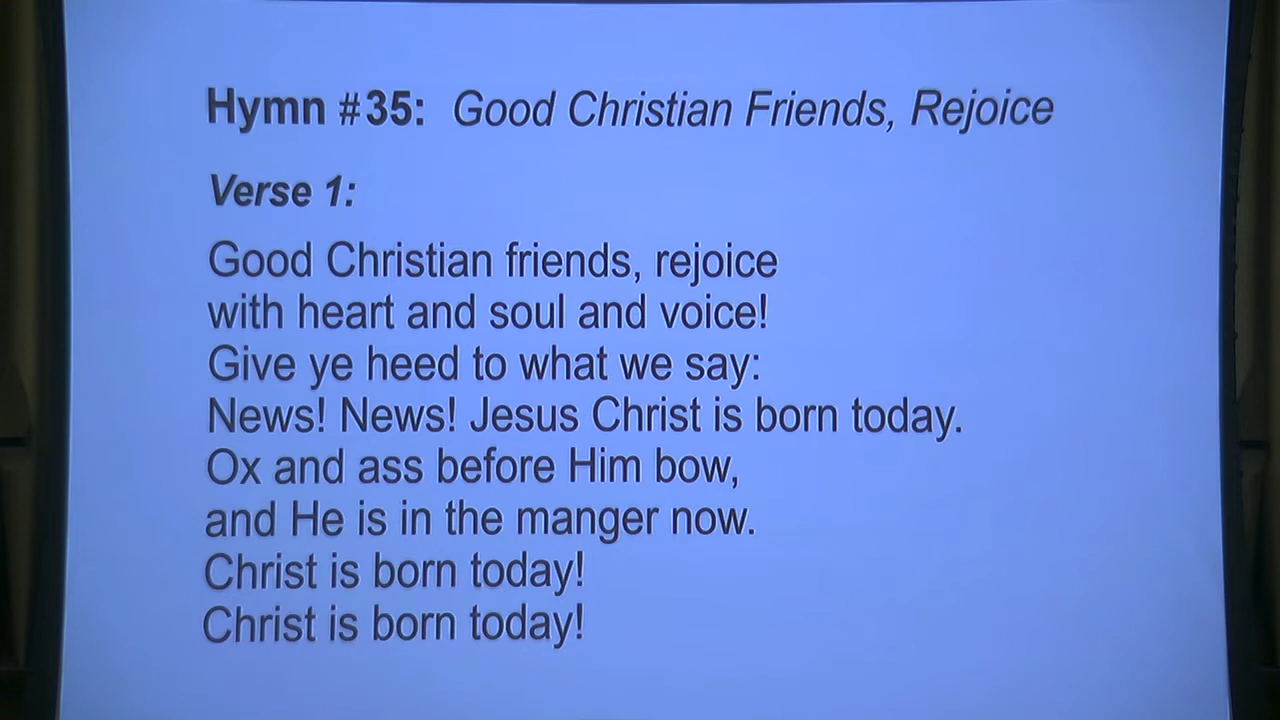 Hymn #35: Good Christian Friends, Rejoice
Verse 1:
Good Christian friends, rejoice
with heart and soul and voice!
Give ye heed to what we say:
News! News! Jesus Christ is born today.
Ox and ass before Him bow,
and He is in the manger now.
Christ is born today!
Christ is born today!